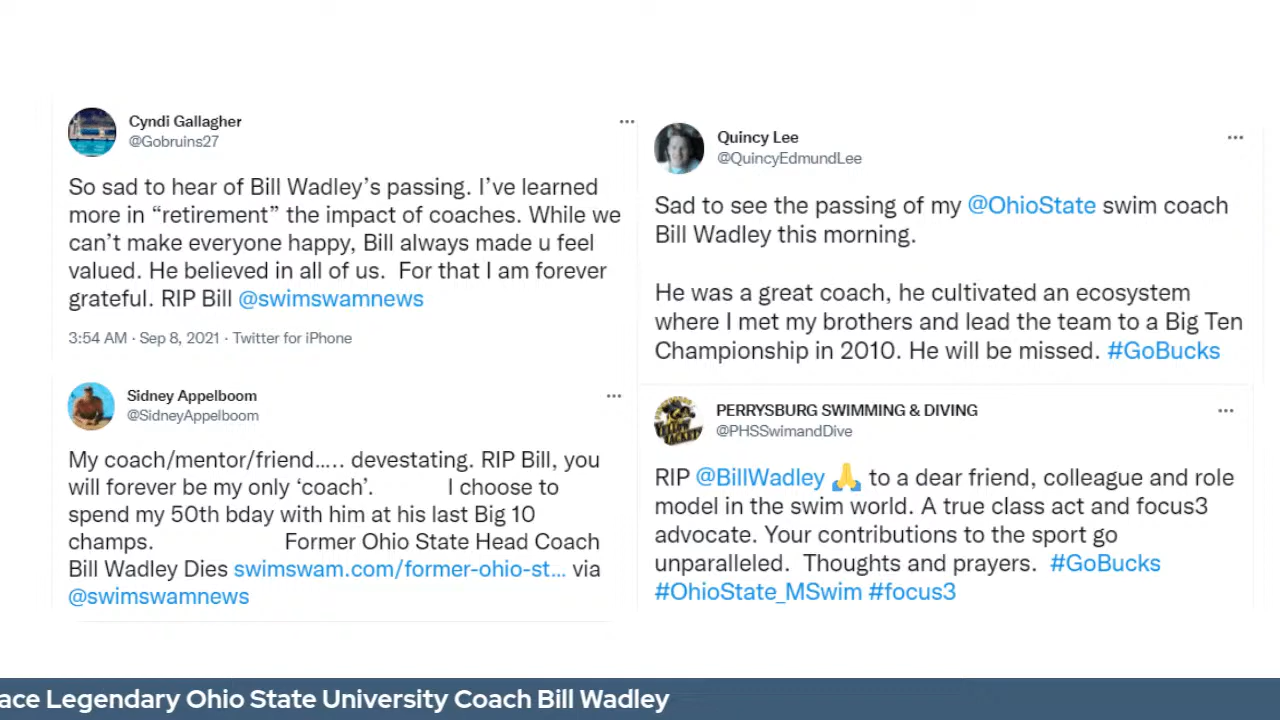 Cyndi Gallagher
@Gobruins27
So sad to hear of Bill Wadley's passing. I've learned
more in “retirement” the impact of coaches. While we
can't make everyone happy, Bill always made u feel
valued. He believed in all of us.  For that I am forever
grateful. RIP Bill @swimswamnews
3:54 AM · Sep 8, 2021 · Twitter for iPhone
Sidney Appelboom
@SidneyAppelboom
My coach/mentor/friend..... devestating. RIP Bill, you
will forever be my only ‘coach’.          I choose to
spend my 50th bday with him at his last Big 10
champs.                    Former Ohio State Head Coach
Bill Wadley Dies swimswam.com/former-ohio-st... via
@swimswamnews
Quincy Lee
@QuincyEdmundLee
Sad to see the passing of my @OhioState swim coach
Bill Wadley this morning.
He was a great coach, he cultivated an ecosystem
where I met my brothers and lead the team to a Big Ten
Championship in 2010. He will be missed. #GoBucks
PERRYSBURG SWIMMING & DIVING
@PHSSwimandDive
RIP @BillWadley 🙏 to a dear friend, colleague and role
model in the swim world. A true class act and focus3
advocate. Your contributions to the sport go
unparalleled.  Thoughts and prayers.  #GoBucks
#OhioState_MSwim #focus3
ace Legendary Ohio State University Coach Bill Wadley